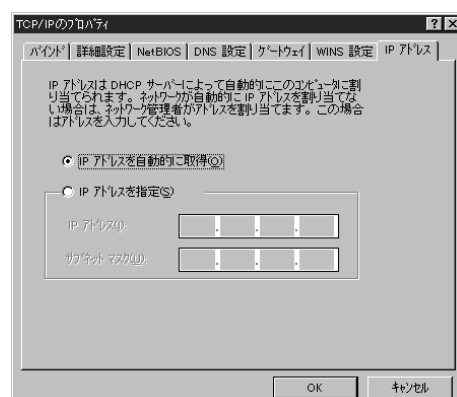 TCP/IPのﾌﾟﾛﾊﾟﾃｨ
ﾊﾞｲﾝﾄﾞ 詳細設定 NetBIOS DNS 設定 ｹﾞｰﾄｳｪｲ WINS 設定 IP ｱﾄﾞﾚｽ
IP ｱﾄﾞﾚｽは DHCP ｻｰﾊﾞｰによって自動的にこのｺﾝﾋﾟｭｰﾀに割
り当てられます。ﾈｯﾄﾜｰｸが自動的に IP ｱﾄﾞﾚｽを割り当てな
い場合は、ﾈｯﾄﾜｰｸ管理者がｱﾄﾞﾚｽを割り当てます。この場合
はｱﾄﾞﾚｽを入力してください。
IP ｱﾄﾞﾚｽを自動的に取得(O)
IP ｱﾄﾞﾚｽを指定(S)
IP ｱﾄﾞﾚｽ(I):
ｻﾌﾞﾈｯﾄ ﾏｽｸ(U):
OK ｷｬﾝｾﾙ